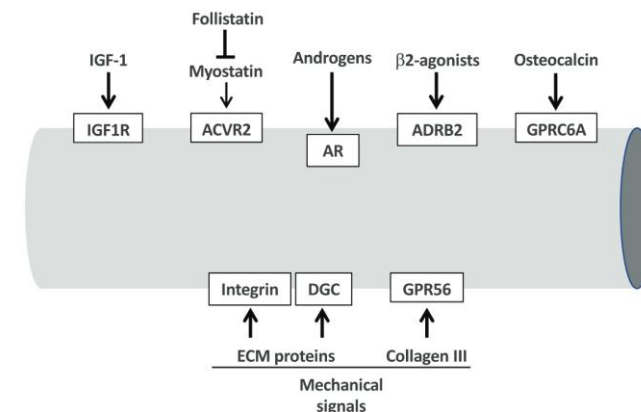 Follistatin
IGF-1
Myostatin
Androgens
β2-agonists
Osteocalcin
IGF1R
ACVR2
AR
ADRB2
GPRC6A
Integrin
DGC
GPR56
ECM proteins
Collagen III
Mechanical
signals